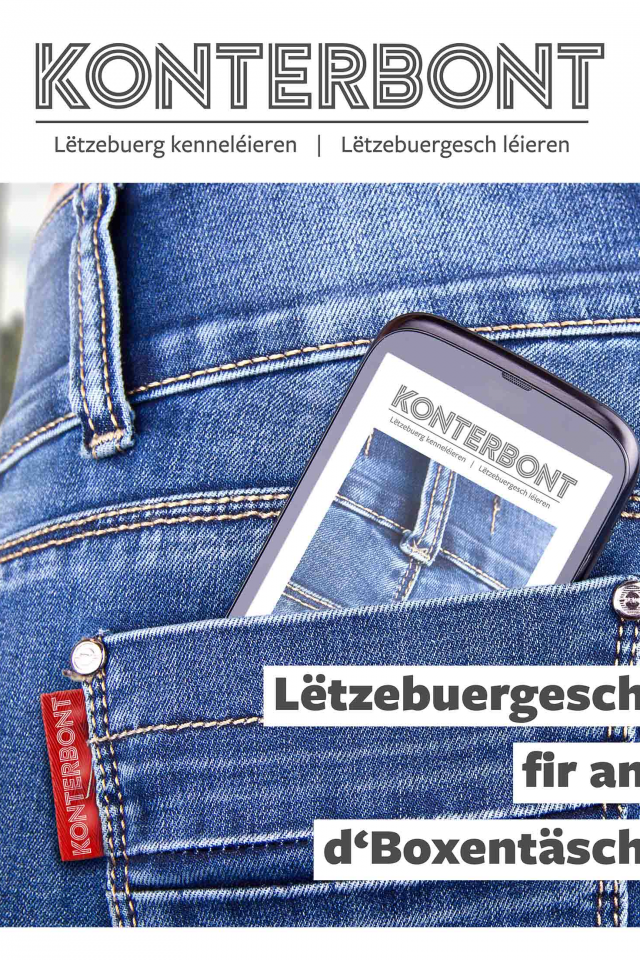 KONTERBONT
Lëtzebuerg kenneléieren | Lëtzebuergesch léieren
KONTERBONT
Lëtzebuerg kenneléieren | Lëtzebuergesch léieren
Lëtzebuergesch
fir an
d‘Boxentäsch
KONTERBONT